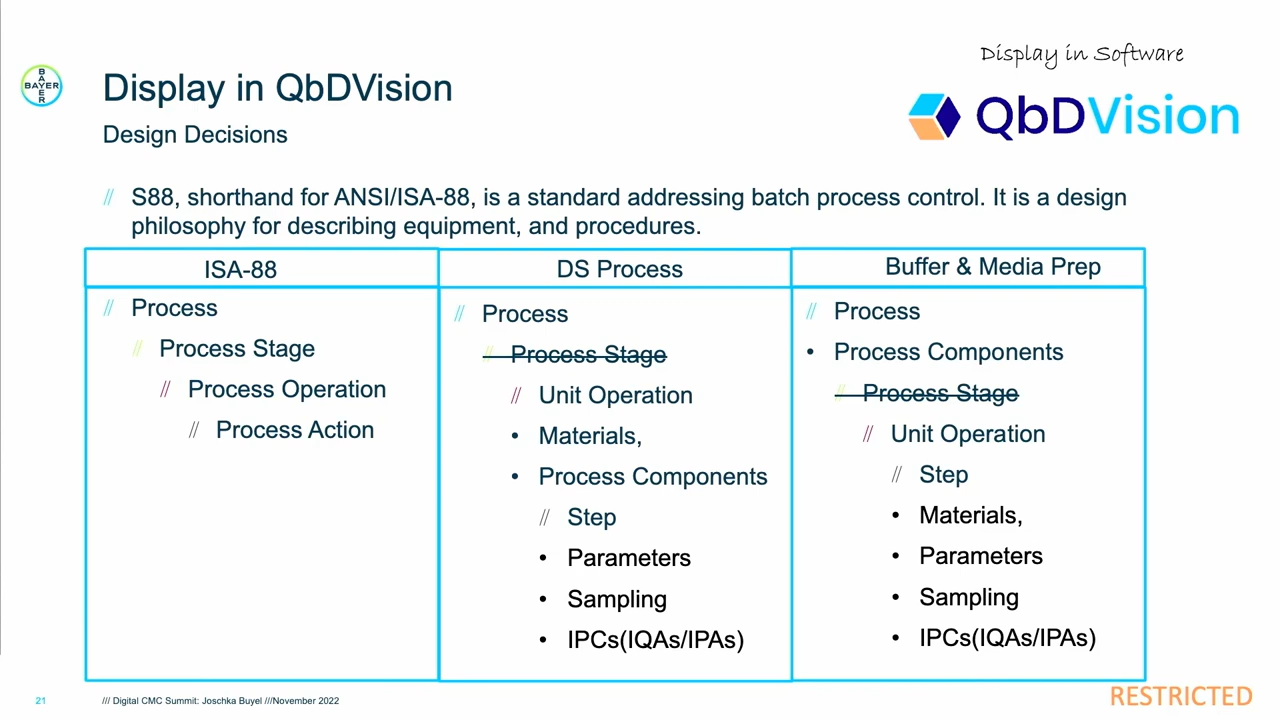 Display in Software
BAYER
BAYER
Display in QbDVision
QbDVision
Design Decisions
// S88, shorthand for ANSI/ISA-88, is a standard addressing batch process control. It is a design
philosophy for describing equipment, and procedures.
ISA-88
// Process
// Process Stage
// Process Operation
// Process Action
DS Process
// Process
// Process Stage
// Unit Operation
• Materials,
• Process Components
// Step
• Parameters
• Sampling
• IPCs(IQAs/IPAs)
Buffer & Media Prep
// Process
• Process Components
// Process Stage
// Unit Operation
// Step
• Materials,
• Parameters
• Sampling
• IPCs(IQAs/IPAs)
21
/// Digital CMC Summit: Joschka Buyel ///November 2022
RESTRICTED